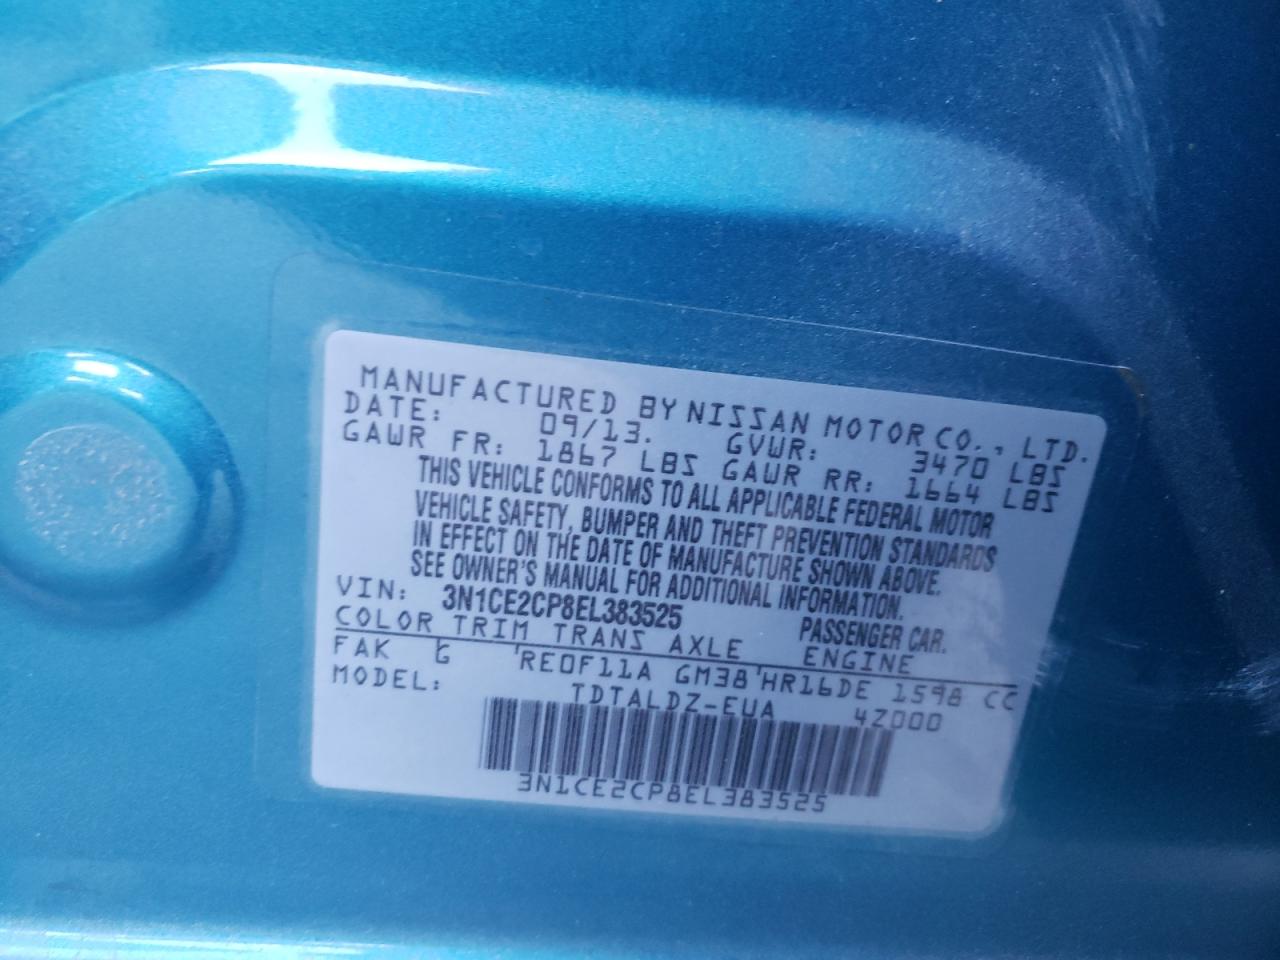 MANUFACTURED BY NISSAN MOTOR CO., LTD.
DATE: 09/13. GVWR: 3470 LBS
GAWR FR: 1867 LBS GAWR RR: 1664 LBS
THIS VEHICLE CONFORMS TO ALL APPLICABLE FEDERAL MOTOR
VEHICLE SAFETY, BUMPER AND THEFT PREVENTION STANDARDS
IN EFFECT ON THE DATE OF MANUFACTURE SHOWN ABOVE.
SEE OWNER'S MANUAL FOR ADDITIONAL INFORMATION.
VIN: 3N1CE2CP8EL383525 PASSENGER CAR.
COLOR TRIM TRANS AXLE ENGINE
FAK G 'RE0F11A GM38'HR16DE 1598 CC
MODEL: TDTALDZ-EUA 4Z000
3N1CE2CP8EL383525